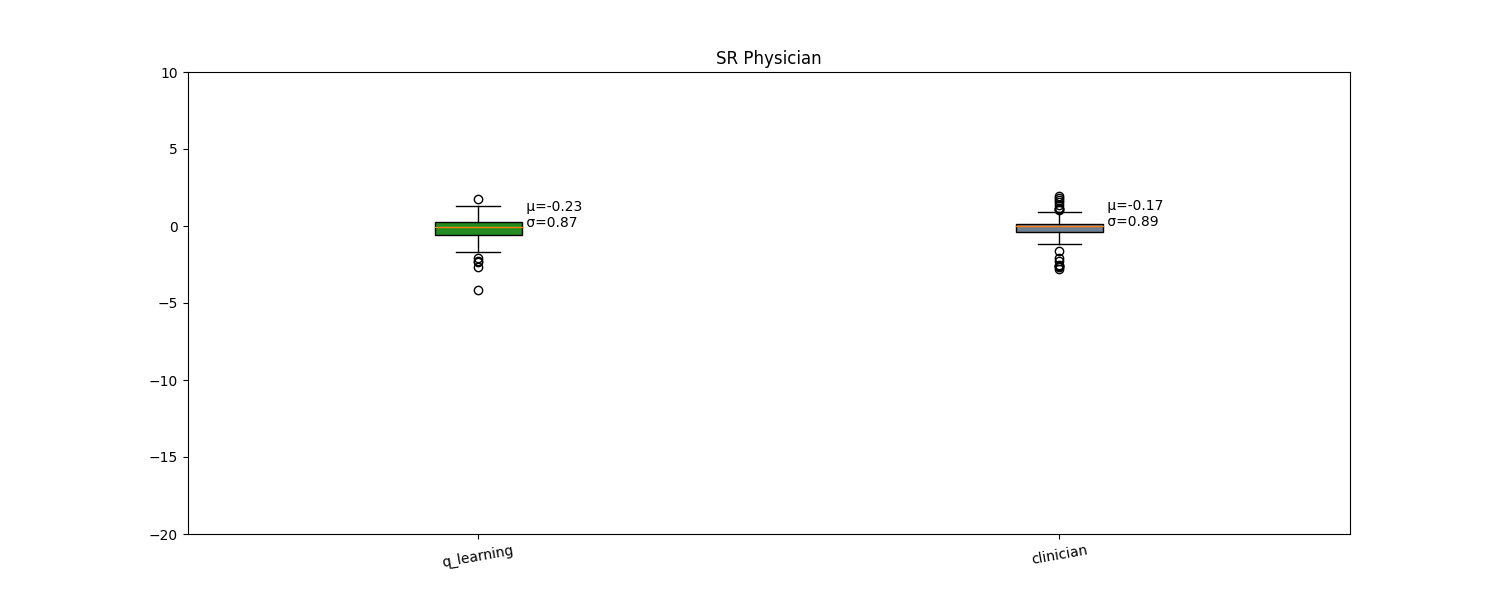 SR Physician
10
5
0
−5
−10
−15
−20
μ=-0.23
σ=0.87
μ=-0.17
σ=0.89
q_learning
clinician